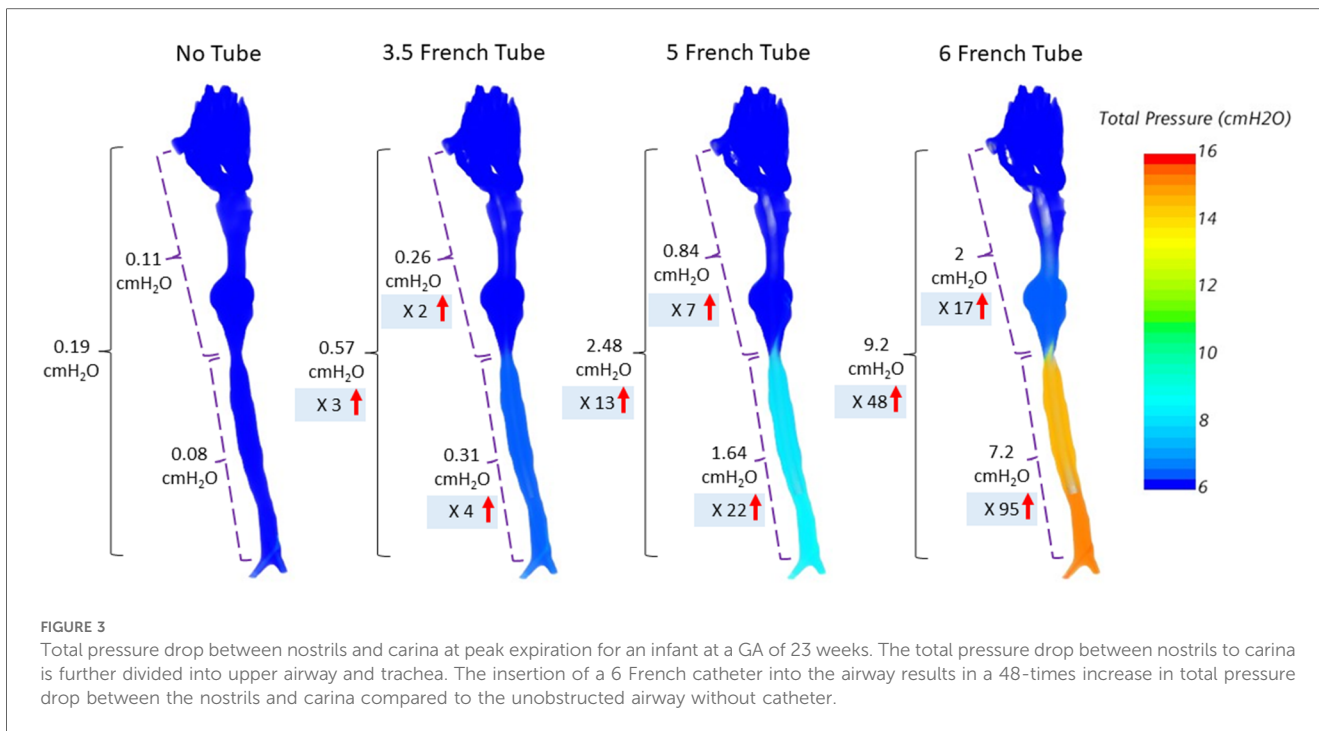 No Tube
3.5 French Tube
5 French Tube
6 French Tube
0.11
cmH₂O
0.19
cmH₂O
0.08
cmH₂O
0.26
cmH₂O
X 2
0.57
cmH₂O
X 3
0.31
cmH₂O
X 4
0.84
cmH₂O
X 7
2.48
cmH₂O
X 13
1.64
cmH₂O
X 22
2
cmH₂O
X 17
9.2
cmH₂O
X 48
7.2
cmH₂O
X 95
Total Pressure (cmH2O)
16
14
12
10
8
6
FIGURE 3
Total pressure drop between nostrils and carina at peak expiration for an infant at a GA of 23 weeks. The total pressure drop between nostrils to carina
is further divided into upper airway and trachea. The insertion of a 6 French catheter into the airway results in a 48-times increase in total pressure
drop between the nostrils and carina compared to the unobstructed airway without catheter.